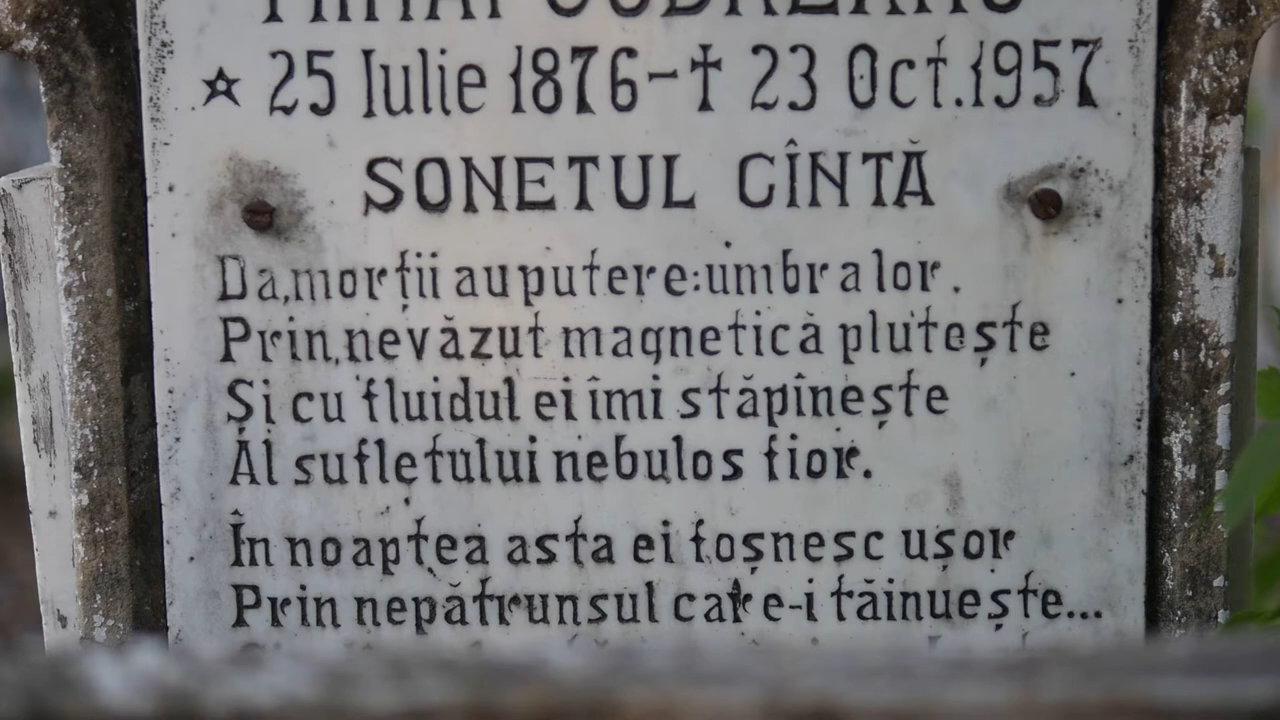 MIHAI CODREANU
☆ 25 Iulie 1876-† 23 Oct.1957
SONETUL CÎNTĂ
Da,morții au putere:umbra lor.
Prin,nevăzut magnetică plutește
Și cu fluidul ei îmi stăpînește
Al sufletului nebulos fior.
În noaptea asta ei foșnesc ușor
Prin nepătrunsul care-i tăinuește...